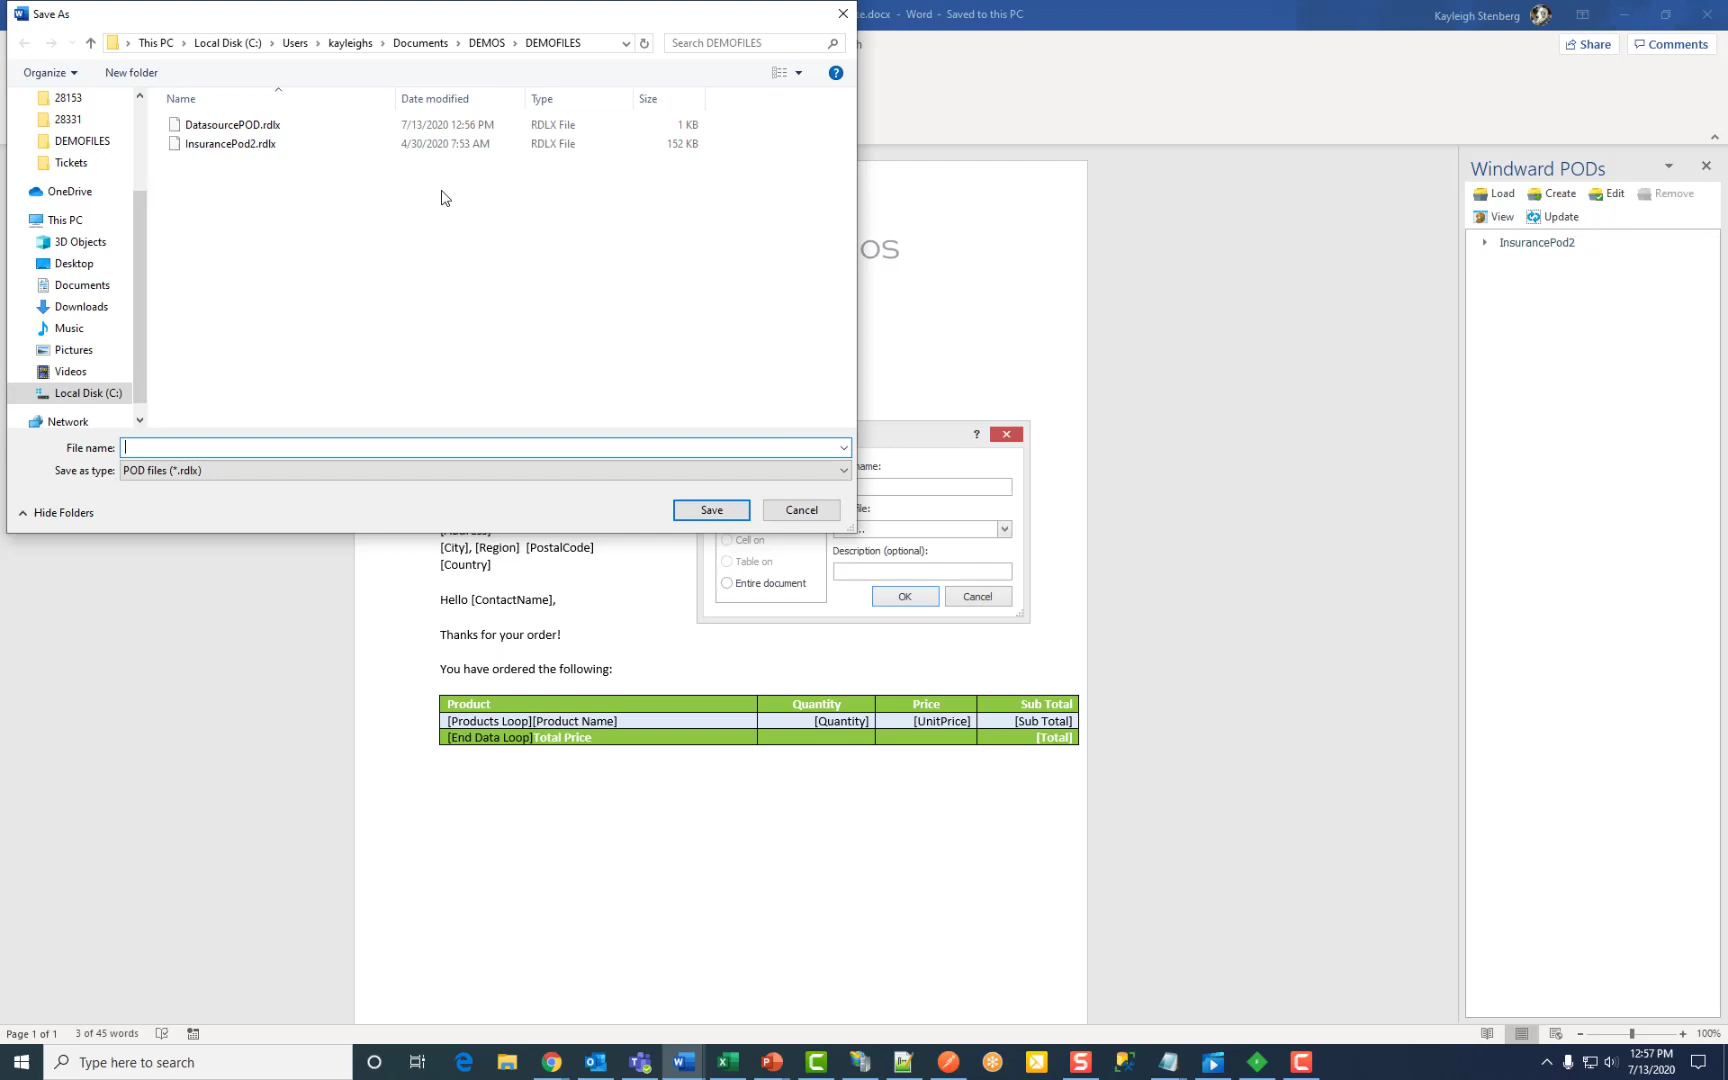 Save As
te.docx - Word - Saved to this PC
Kayleigh Stenberg
This PC > Local Disk (C:) > Users > kayleighs > Documents > DEMOS > DEMOFILES
Search DEMOFILES
Share
Comments
Organize
New folder
28153
28331
DEMOFILES
Tickets
OneDrive
This PC
3D Objects
Desktop
Documents
Downloads
Music
Pictures
Videos
Local Disk (C:)
Network
Name Date modified Type Size
DatasourcePOD.rdlx 7/13/2020 12:56 PM RDLX File 1 KB
InsurancePod2.rdlx 4/30/2020 7:53 AM RDLX File 152 KB
File name:
Save as type: POD files (*.rdlx)
Hide Folders
Save
Cancel
Windward PODs
Load Create Edit Remove
View Update
InsurancePod2
os
name:
file:
Cell on
Table on
Entire document
Description (optional):
OK
Cancel
[City], [Region] [PostalCode]
[Country]
Hello [ContactName],
Thanks for your order!
You have ordered the following:
Product Quantity Price Sub Total
[Products Loop][Product Name] [Quantity] [UnitPrice] [Sub Total]
[End Data Loop]Total Price [Total]
Page 1 of 1 3 of 45 words
100%
Type here to search
12:57 PM
7/13/2020